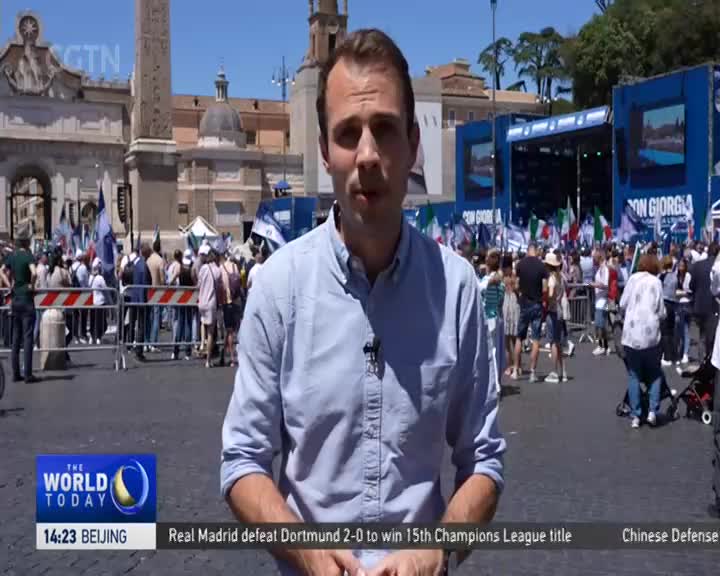 CGTN
CON GIORGIA
THE
WORLD
TODAY
14:23 BEIJING
Real Madrid defeat Dortmund 2-0 to win 15th Champions League title
Chinese Defense